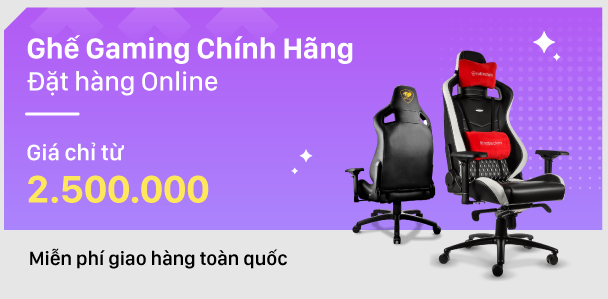 Ghế Gaming Chính Hãng
Đặt hàng Online
Giá chỉ từ
2.500.000
Miễn phí giao hàng toàn quốc